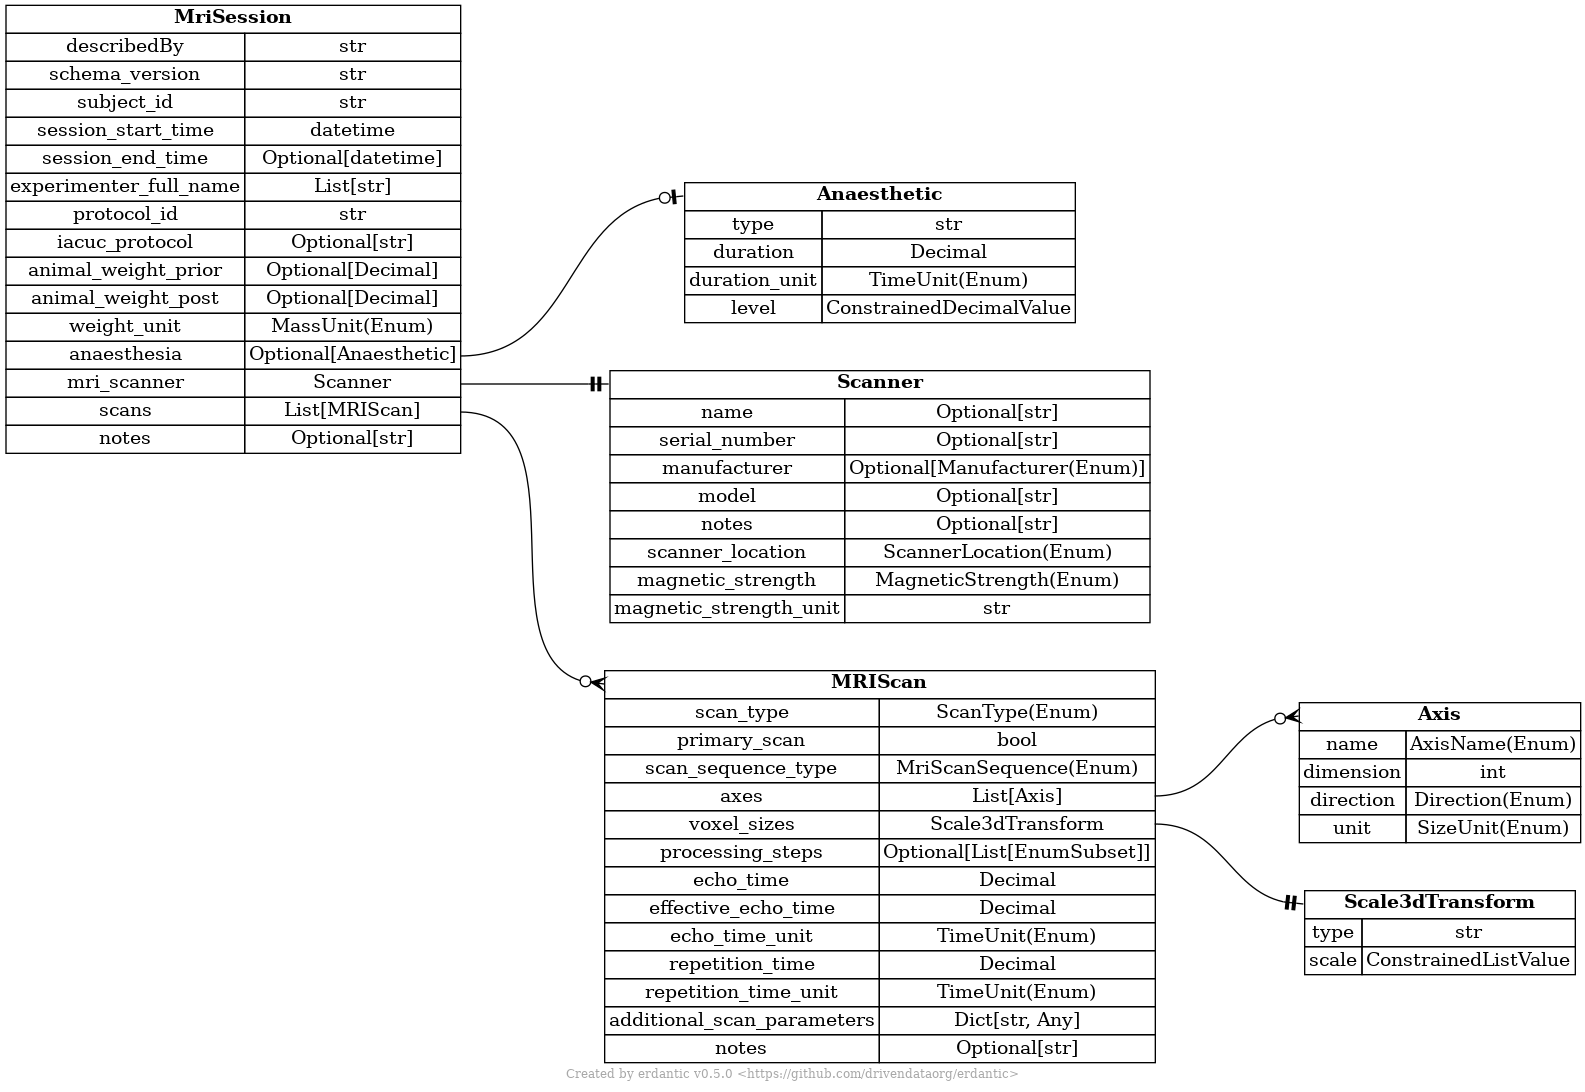 MriSession
describedBy str
schema_version str
subject_id str
session_start_time datetime
session_end_time Optional[datetime]
experimenter_full_name List[str]
protocol_id str
iacuc_protocol Optional[str]
animal_weight_prior Optional[Decimal]
animal_weight_post Optional[Decimal]
weight_unit MassUnit(Enum)
anaesthesia Optional[Anaesthetic]
mri_scanner Scanner
scans List[MRIScan]
notes Optional[str]
Anaesthetic
type str
duration Decimal
duration_unit TimeUnit(Enum)
level ConstrainedDecimalValue
Scanner
name Optional[str]
serial_number Optional[str]
manufacturer Optional[Manufacturer(Enum)]
model Optional[str]
notes Optional[str]
scanner_location ScannerLocation(Enum)
magnetic_strength MagneticStrength(Enum)
magnetic_strength_unit str
MRIScan
scan_type ScanType(Enum)
primary_scan bool
scan_sequence_type MriScanSequence(Enum)
axes List[Axis]
voxel_sizes Scale3dTransform
processing_steps Optional[List[EnumSubset]]
echo_time Decimal
effective_echo_time Decimal
echo_time_unit TimeUnit(Enum)
repetition_time Decimal
repetition_time_unit TimeUnit(Enum)
additional_scan_parameters Dict[str, Any]
notes Optional[str]
Axis
name AxisName(Enum)
dimension int
direction Direction(Enum)
unit SizeUnit(Enum)
Scale3dTransform
type str
scale ConstrainedListValue
Created by erdantic v0.5.0 <https://github.com/drivendataorg/erdantic>